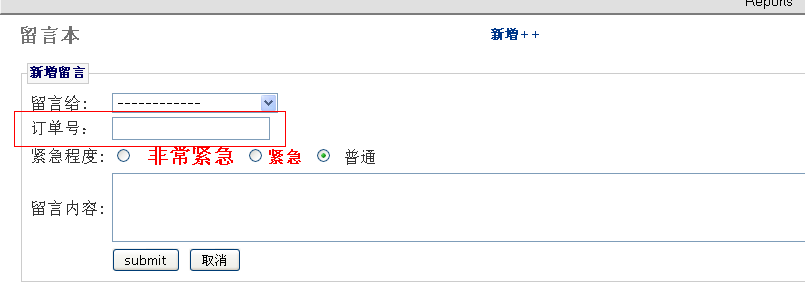 Reports
留言本 新增++
新增留言
留言给: ------------
订单号:
紧急程度: 非常紧急 紧急 普通
留言内容:
submit 取消